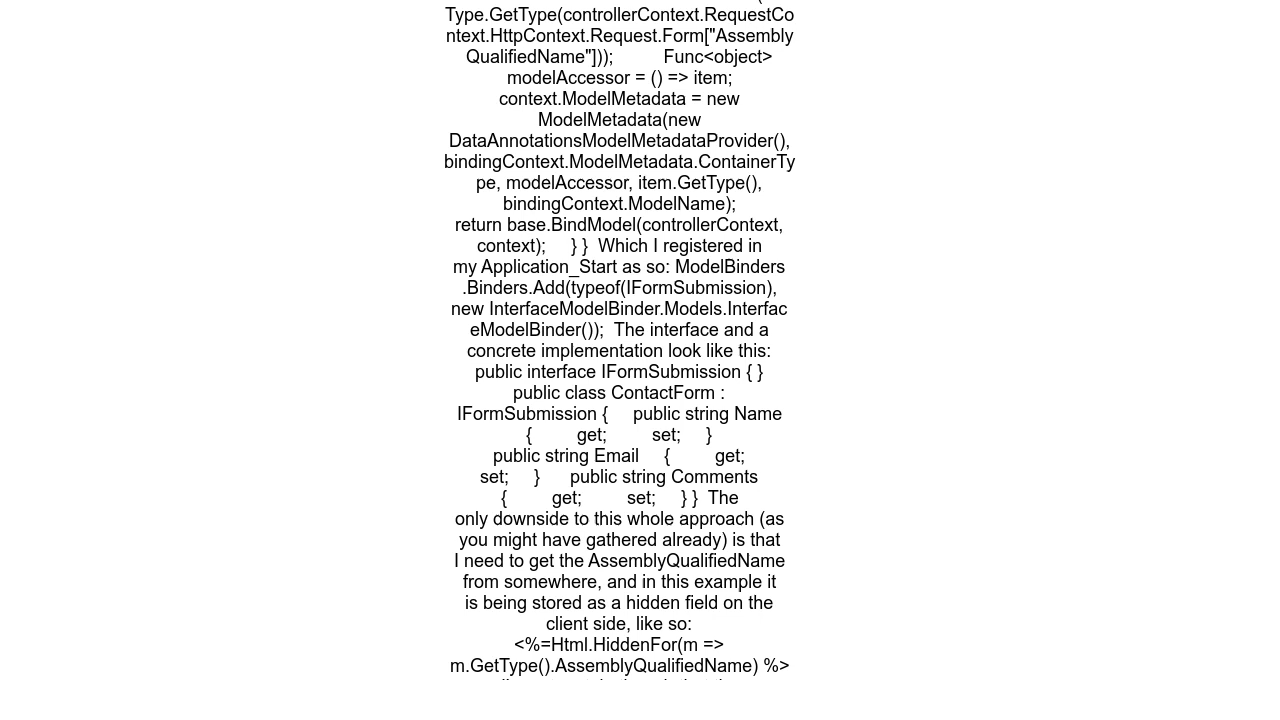 Type.GetType(controllerContext.RequestCo
ntext.HttpContext.Request.Form["Assembly
QualifiedName"]));          Func<object>
modelAccessor = () => item;
context.ModelMetadata = new
ModelMetadata(new
DataAnnotationsModelMetadataProvider(),
bindingContext.ModelMetadata.ContainerTy
pe, modelAccessor, item.GetType(),
bindingContext.ModelName);
return base.BindModel(controllerContext,
context);     } }  Which I registered in
my Application_Start as so: ModelBinders
.Binders.Add(typeof(IFormSubmission),
new InterfaceModelBinder.Models.Interfac
eModelBinder());  The interface and a
concrete implementation look like this:
public interface IFormSubmission { }
public class ContactForm :
IFormSubmission {     public string Name
{         get;         set;     }
public string Email     {         get;
set;     }      public string Comments
{         get;         set;     } }  The
only downside to this whole approach (as
you might have gathered already) is that
I need to get the AssemblyQualifiedName
from somewhere, and in this example it
is being stored as a hidden field on the
client side, like so:
<%=Html.HiddenFor(m =>
m.GetType().AssemblyQualifiedName) %>